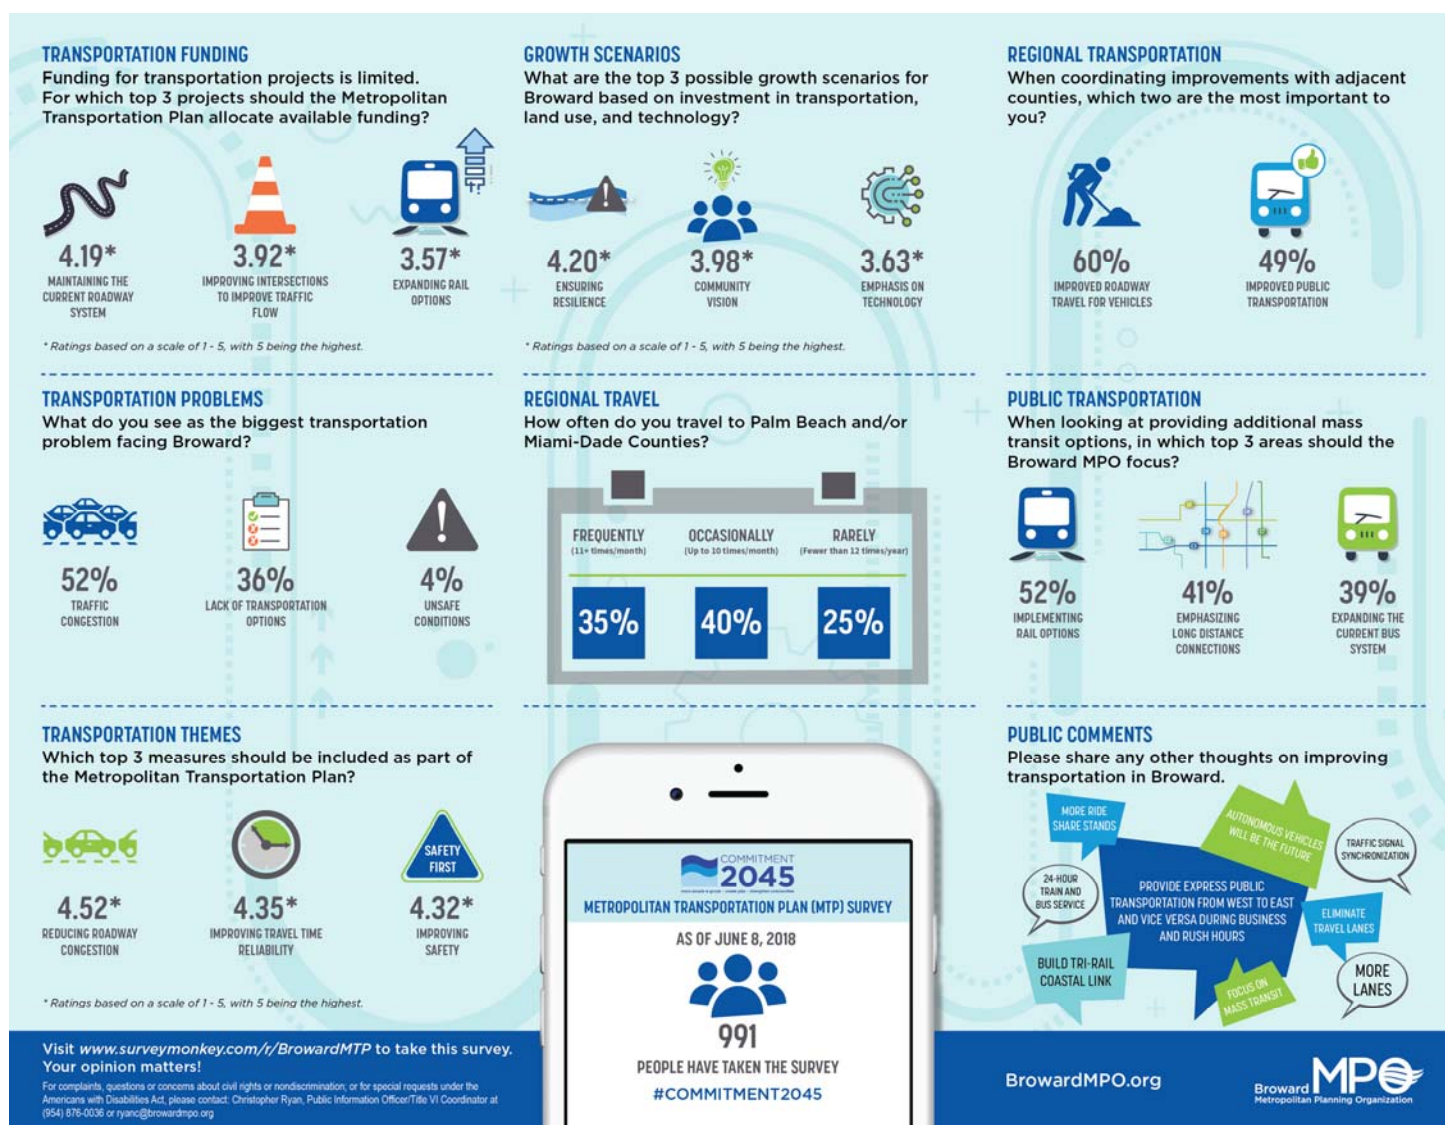 TRANSPORTATION FUNDING
Funding for transportation projects is limited.
For which top 3 projects should the Metropolitan
Transportation Plan allocate available funding?
4.19*
MAINTAINING THE
CURRENT ROADWAY
SYSTEM
3.92*
IMPROVING INTERSECTIONS
TO IMPROVE TRAFFIC
FLOW
3.57*
EXPANDING RAIL
OPTIONS
* Ratings based on a scale of 1 - 5, with 5 being the highest.
GROWTH SCENARIOS
What are the top 3 possible growth scenarios for
Broward based on investment in transportation,
land use, and technology?
4.20*
ENSURING
RESILIENCE
3.98*
COMMUNITY
VISION
3.63*
EMPHASIS ON
TECHNOLOGY
* Ratings based on a scale of 1 - 5, with 5 being the highest.
REGIONAL TRANSPORTATION
When coordinating improvements with adjacent
counties, which two are the most important to
you?
60%
IMPROVED ROADWAY
TRAVEL FOR VEHICLES
49%
IMPROVED PUBLIC
TRANSPORTATION
TRANSPORTATION PROBLEMS
What do you see as the biggest transportation
problem facing Broward?
52%
TRAFFIC
CONGESTION
36%
LACK OF TRANSPORTATION
OPTIONS
4%
UNSAFE
CONDITIONS
REGIONAL TRAVEL
How often do you travel to Palm Beach and/or
Miami-Dade Counties?
FREQUENTLY
(11+ times/month)
35%
OCCASIONALLY
(Up to 10 times/month)
40%
RARELY
(Fewer than 12 times/year)
25%
PUBLIC TRANSPORTATION
When looking at providing additional mass
transit options, in which top 3 areas should the
Broward MPO focus?
52%
IMPLEMENTING
RAIL OPTIONS
41%
EMPHASIZING
LONG DISTANCE
CONNECTIONS
39%
EXPANDING THE
CURRENT BUS
SYSTEM
TRANSPORTATION THEMES
Which top 3 measures should be included as part of
the Metropolitan Transportation Plan?
4.52*
REDUCING ROADWAY
CONGESTION
4.35*
IMPROVING TRAVEL TIME
RELIABILITY
SAFETY
FIRST
4.32*
IMPROVING
SAFETY
* Ratings based on a scale of 1 - 5, with 5 being the highest.
COMMITMENT
2045
METROPOLITAN TRANSPORTATION PLAN (MTP) SURVEY
AS OF JUNE 8, 2018
991
PEOPLE HAVE TAKEN THE SURVEY
#COMMITMENT2045
PUBLIC COMMENTS
Please share any other thoughts on improving
transportation in Broward.
MORE RIDE
SHARE STANDS
AUTONOMOUS VEHICLES
WILL BE THE FUTURE
TRAFFIC SIGNAL
SYNCHRONIZATION
24-HOUR
TRAIN AND
BUS SERVICE
PROVIDE EXPRESS PUBLIC
TRANSPORTATION FROM WEST TO EAST
AND VICE VERSA DURING BUSINESS
AND RUSH HOURS
ELIMINATE
TRAVEL LANES
BUILD TRI-RAIL
COASTAL LINK
FOCUS ON
MASS TRANSIT
MORE
LANES
Visit www.surveymonkey.com/r/BrowardMTP to take this survey.
Your opinion matters!
For complaints, questions or concerns about civil rights or nondiscrimination; or for special requests under the
Americans with Disabilities Act, please contact: Christopher Ryan, Public Information Officer/Title VI Coordinator at
(954) 876-0036 or ryanc@browardmpo.org
BrowardMPO.org
Broward MPO
Metropolitan Planning Organization